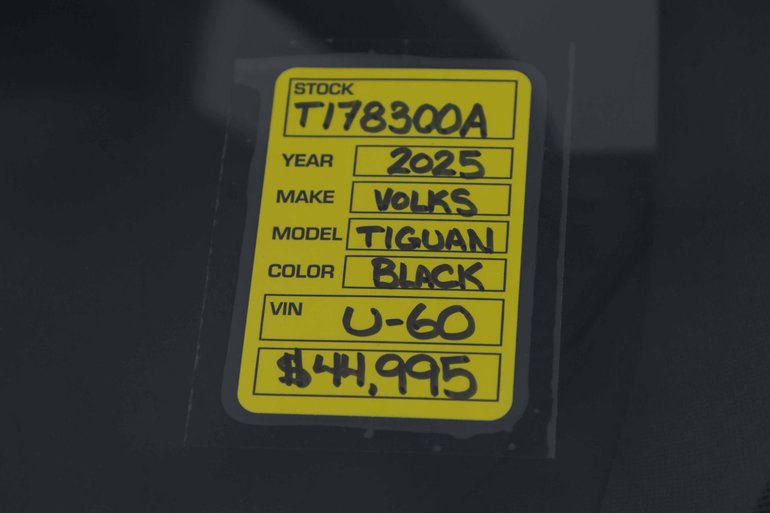 STOCK
T178300A
YEAR 2025
MAKE VOLKS
MODEL TIGUAN
COLOR BLACK
VIN U-60
$44,995